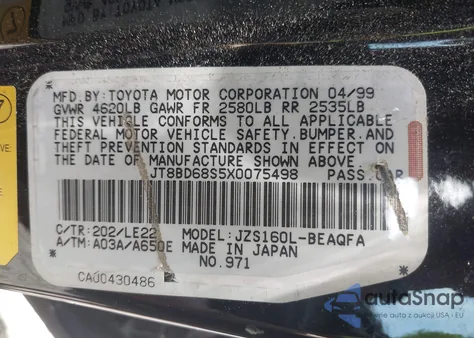 MFD.BY:TOYOTA MOTOR CORPORATION 04/99
GVWR 4620LB GAWR FR 2580LB RR 2535LB
THIS VEHICLE CONFORMS TO ALL APPLICABLE
FEDERAL MOTOR VEHICLE SAFETY.BUMPER.AND
THEFT PREVENTION STANDARDS IN EFFECT ON
THE DATE OF MANUFACTURE SHOWN ABOVE.
JT8BD68S5X0075498 PASS.CAR
C/TR:202/LE22 MODEL:JZS160L-BEAQFA
A/TM:A03A/A650E MADE IN JAPAN
NO.971
CA00430486
autoSnap